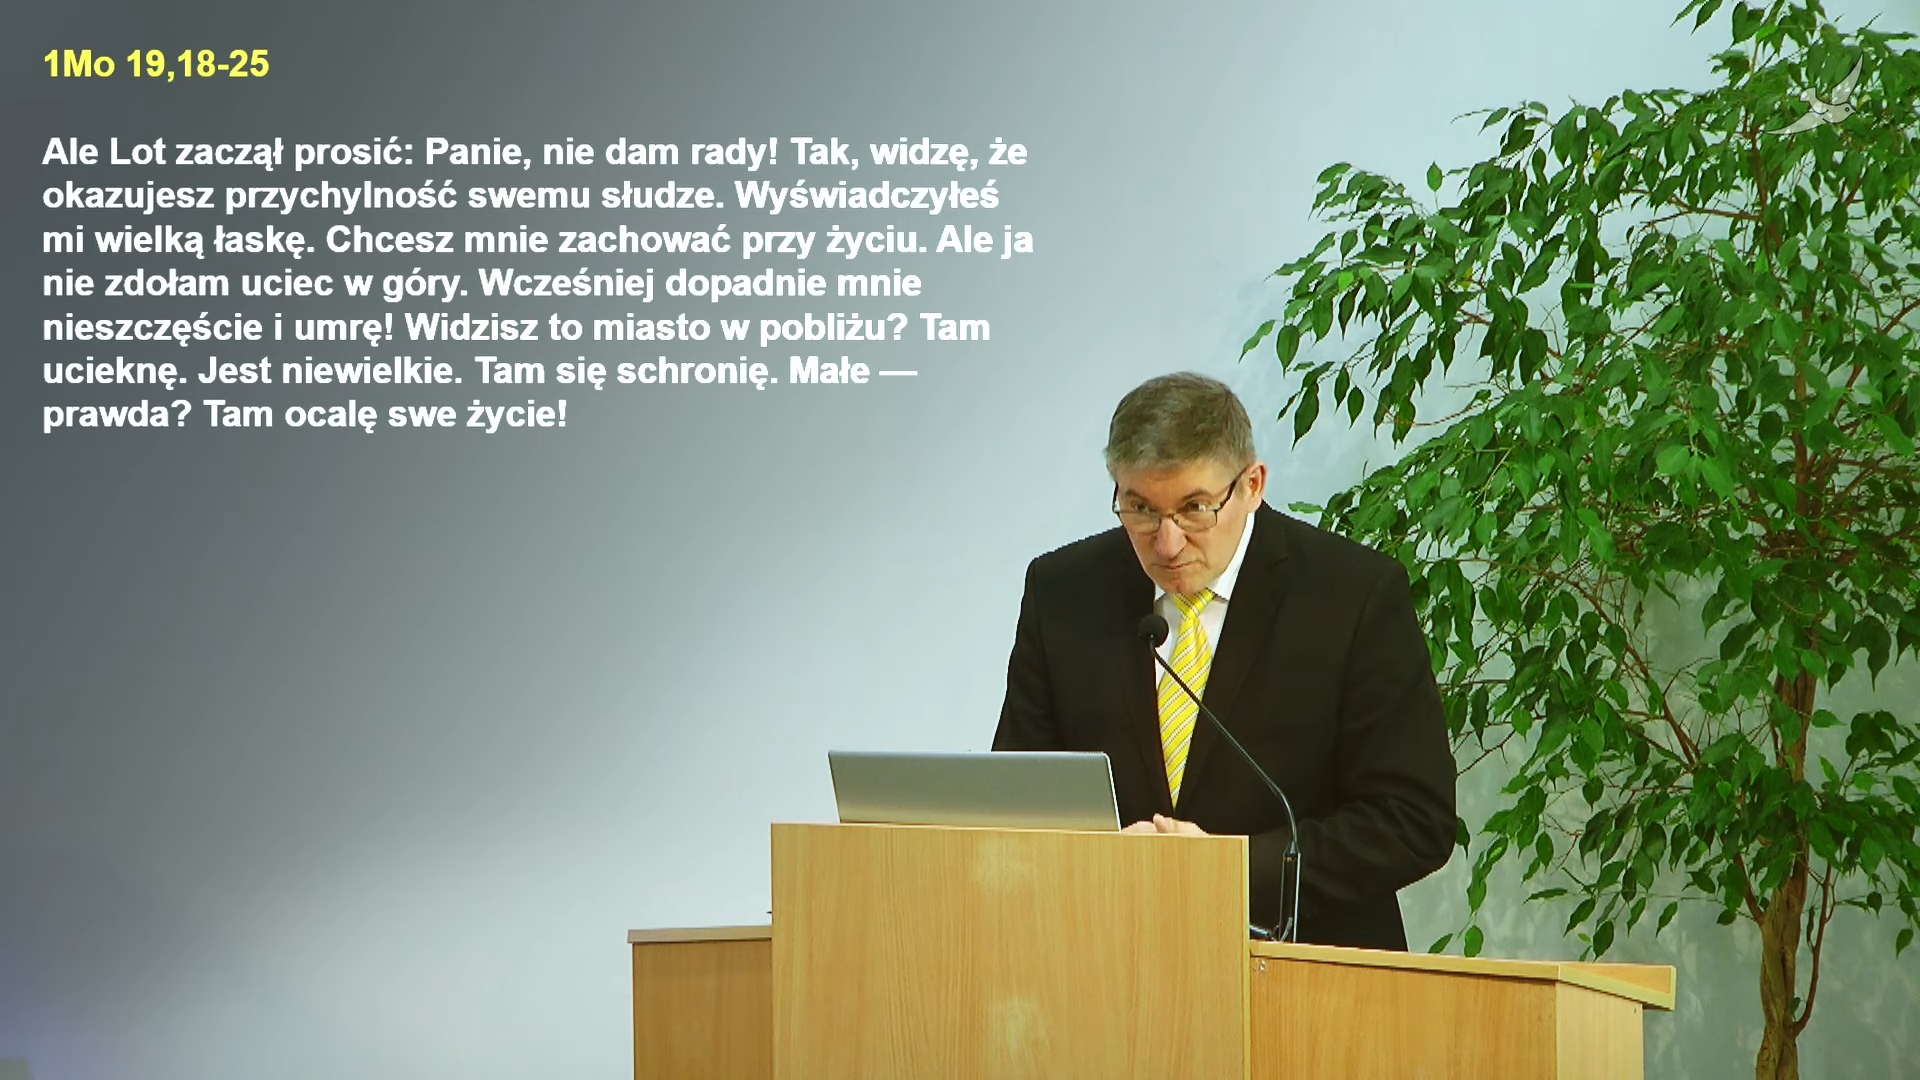 1Mo 19,18-25
Ale Lot zaczął prosić: Panie, nie dam rady! Tak, widzę, że
okazujesz przychylność swemu słudze. Wyświadczyłeś
mi wielką łaskę. Chcesz mnie zachować przy życiu. Ale ja
nie zdołam uciec w góry. Wcześniej dopadnie mnie
nieszczęście i umrę! Widzisz to miasto w pobliżu? Tam
ucieknę. Jest niewielkie. Tam się schronię. Małe —
prawda? Tam ocalę swe życie!